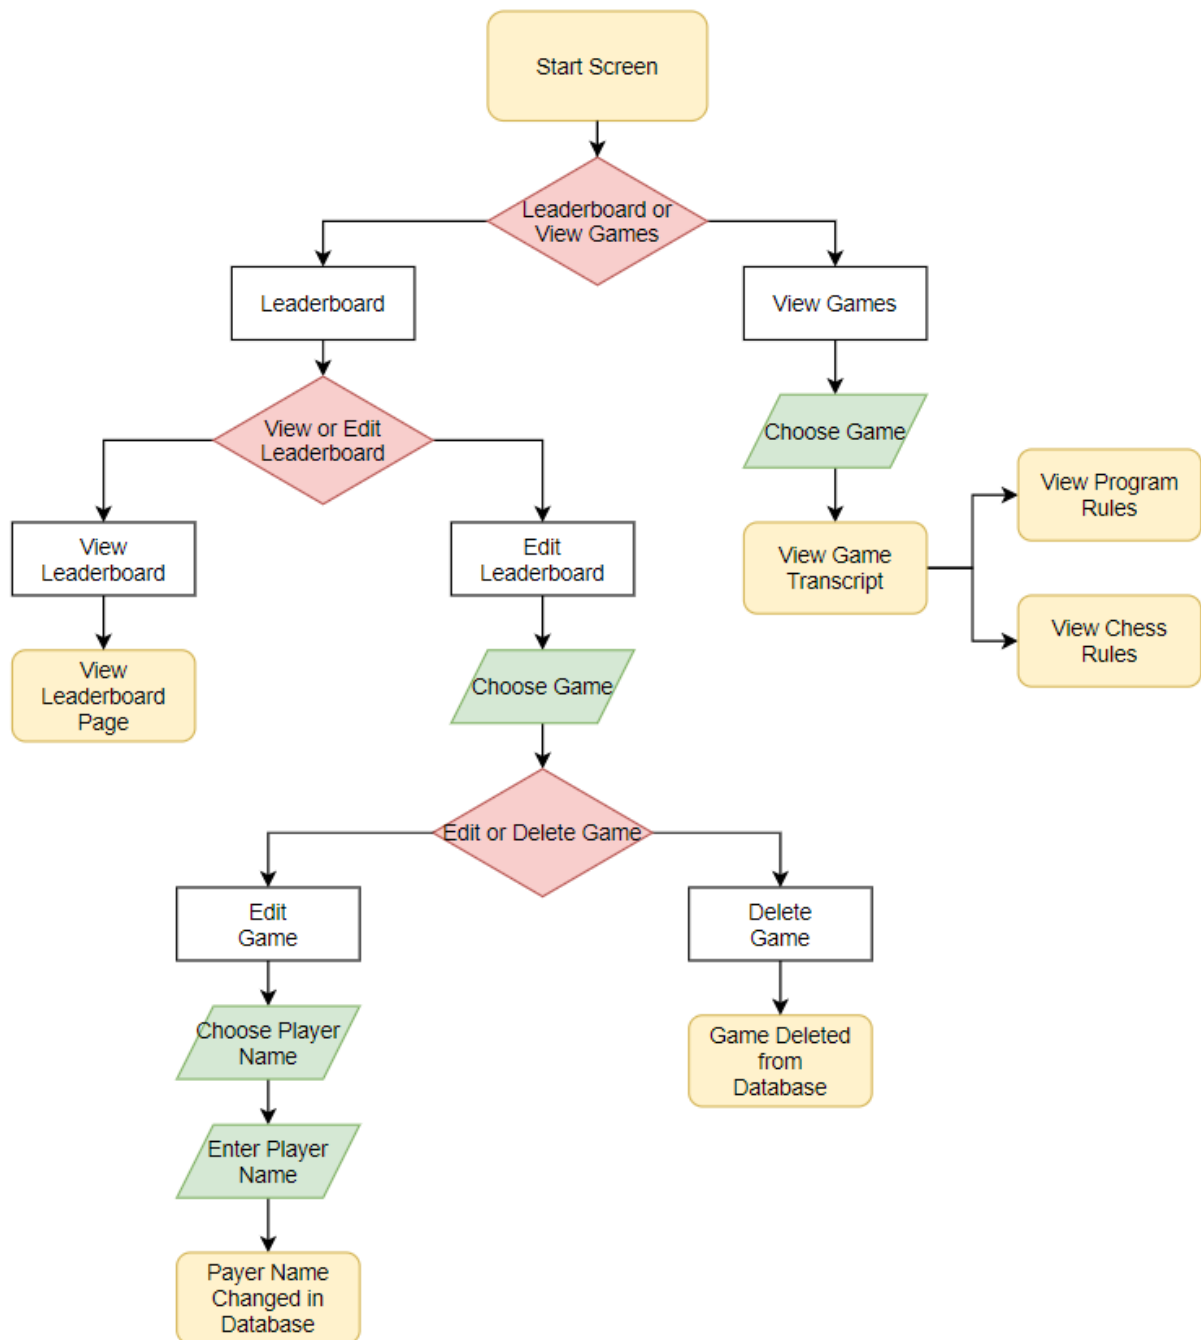 Start Screen
Leaderboard or
View Games
Leaderboard
View Games
View or Edit
Leaderboard
Choose Game
View Program
Rules
View
Leaderboard
Edit
Leaderboard
View Game
Transcript
View Chess
Rules
View
Leaderboard
Page
Choose Game
Edit or Delete Game
Edit
Game
Delete
Game
Choose Player
Name
Game Deleted
from
Database
Enter Player
Name
Payer Name
Changed in
Database